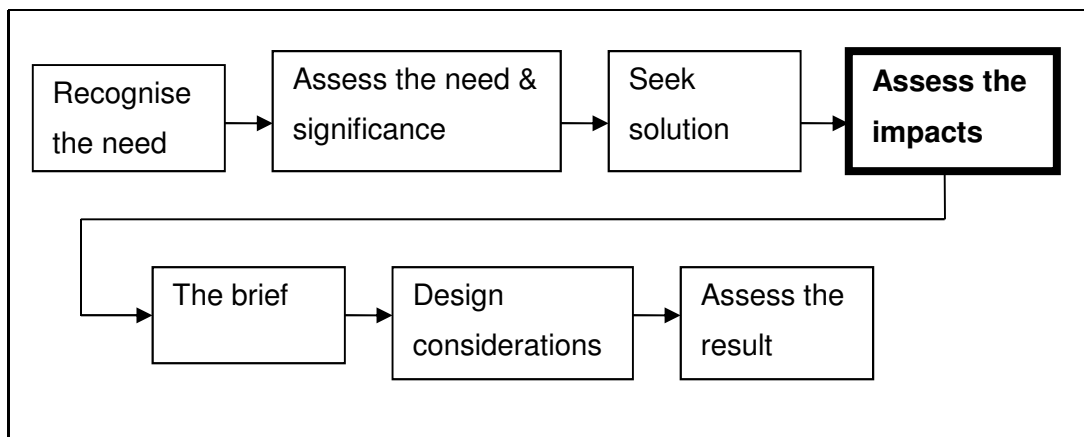 Recognise
the need
Assess the need &
significance
Seek
solution
Assess the
impacts
The brief
Design
considerations
Assess the
result